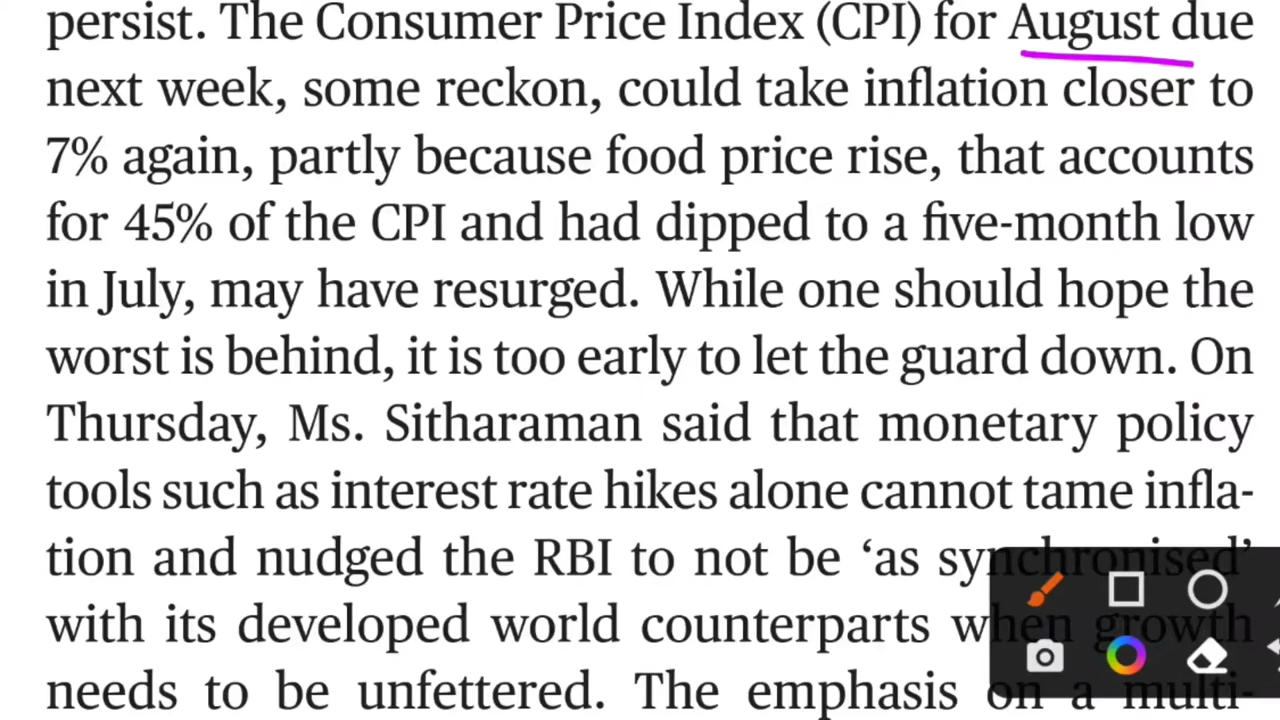 persist. The Consumer Price Index (CPI) for August due
next week, some reckon, could take inflation closer to
7% again, partly because food price rise, that accounts
for 45% of the CPI and had dipped to a five-month low
in July, may have resurged. While one should hope the
worst is behind, it is too early to let the guard down. On
Thursday, Ms. Sitharaman said that monetary policy
tools such as interest rate hikes alone cannot tame infla-
tion and nudged the RBI to not be ‘as synchronised’
with its developed world counterparts when growth
needs to be unfettered. The emphasis on a multi-